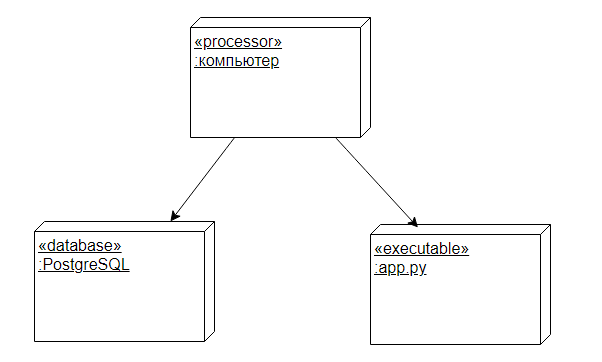 «processor»
:компьютер
«database»
:PostgreSQL
«executable»
:app.py